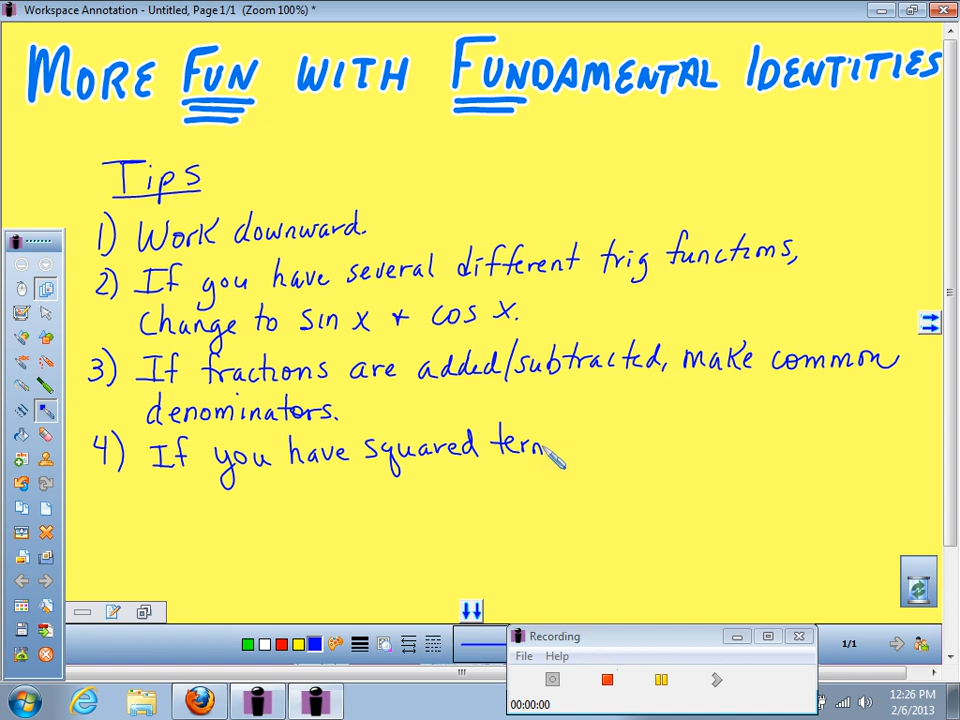 Workspace Annotation - Untitled, Page 1/1 (Zoom 100%) *
MORE FUN WITH FUNDAMENTAL IDENTITIES
Tips
1) Work downward.
2) If you have several different trig functions,
change to sin x + cos x.
3) If fractions are added/subtracted, make common
denominators.
4) If you have squared term
Recording
File Help
00:00:00
1/1
12:26 PM
2/6/2013